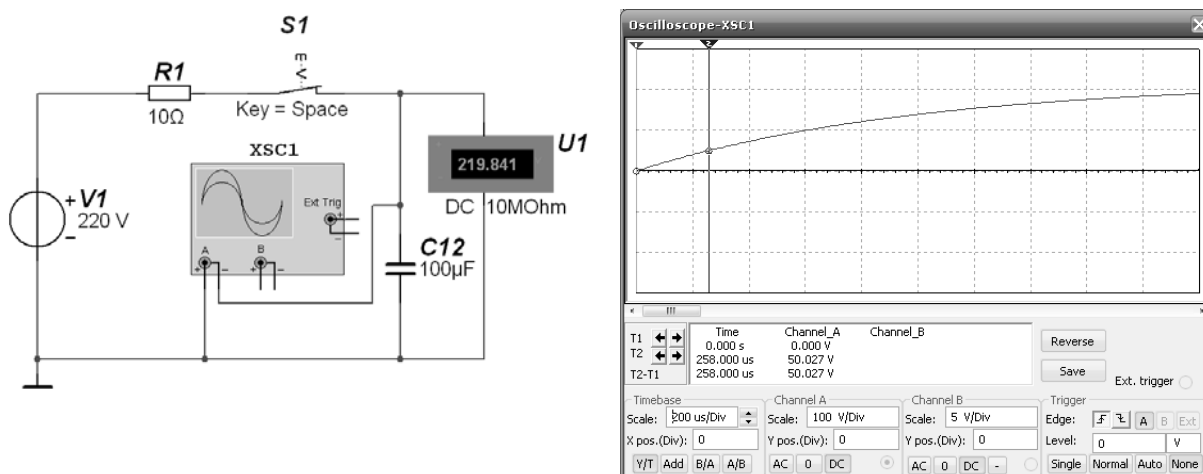 S1
R1
10Ω
Key = Space
XSC1
U1
219.841
Ext Trig
+
−
DC 10MOhm
+ V1
− 220 V
A
B
+ − + −
C12
100µF
Oscilloscope-XSC1
1
2
T1
T2
T2-T1
Time Channel_A Channel_B
0.000 s 0.000 V
258.000 us 50.027 V
258.000 us 50.027 V
Reverse
Save
Ext. trigger
Timebase
Scale: 200 us/Div
X pos.(Div): 0
Y/T Add B/A A/B
Channel A
Scale: 100 V/Div
Y pos.(Div): 0
AC 0 DC
Channel B
Scale: 5 V/Div
Y pos.(Div): 0
AC 0 DC -
Trigger
Edge: A B Ext
Level: 0 V
Single Normal Auto None